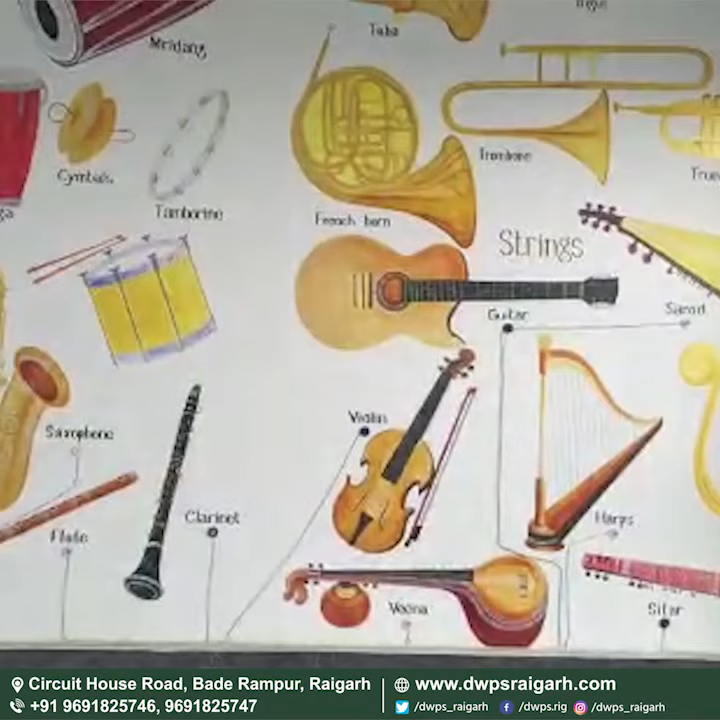 Mridang
Tuba
Cymbals
Tamborine
French horn
Trombone
Strings
Guitar
Sarod
Saxophone
Violin
Flute
Clarinet
Harps
Veena
Sitar
Circuit House Road, Bade Rampur, Raigarh
+91 9691825746, 9691825747
www.dwpsraigarh.com
/dwps_raigarh /dwps.rig /dwps_raigarh